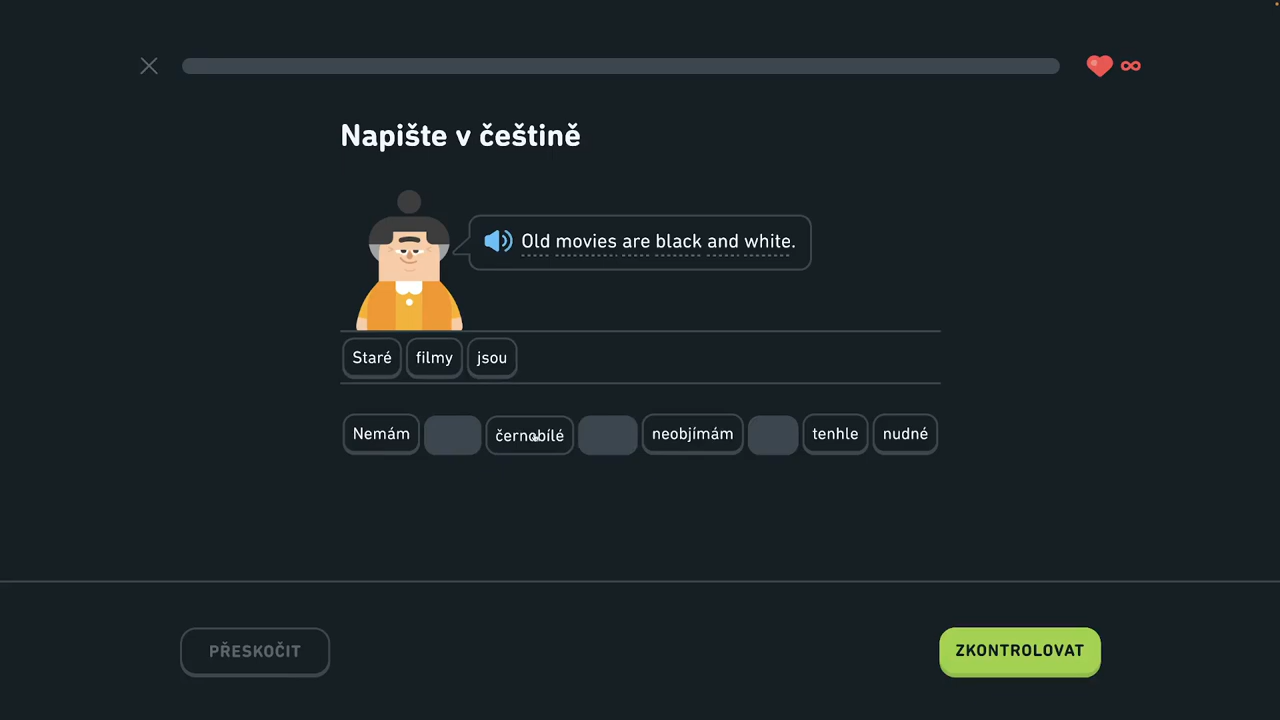 Napište v češtině
Old movies are black and white.
Staré filmy jsou
Nemám černobílé neobjímám tenhle nudné
PŘESKOČIT ZKONTROLOVAT